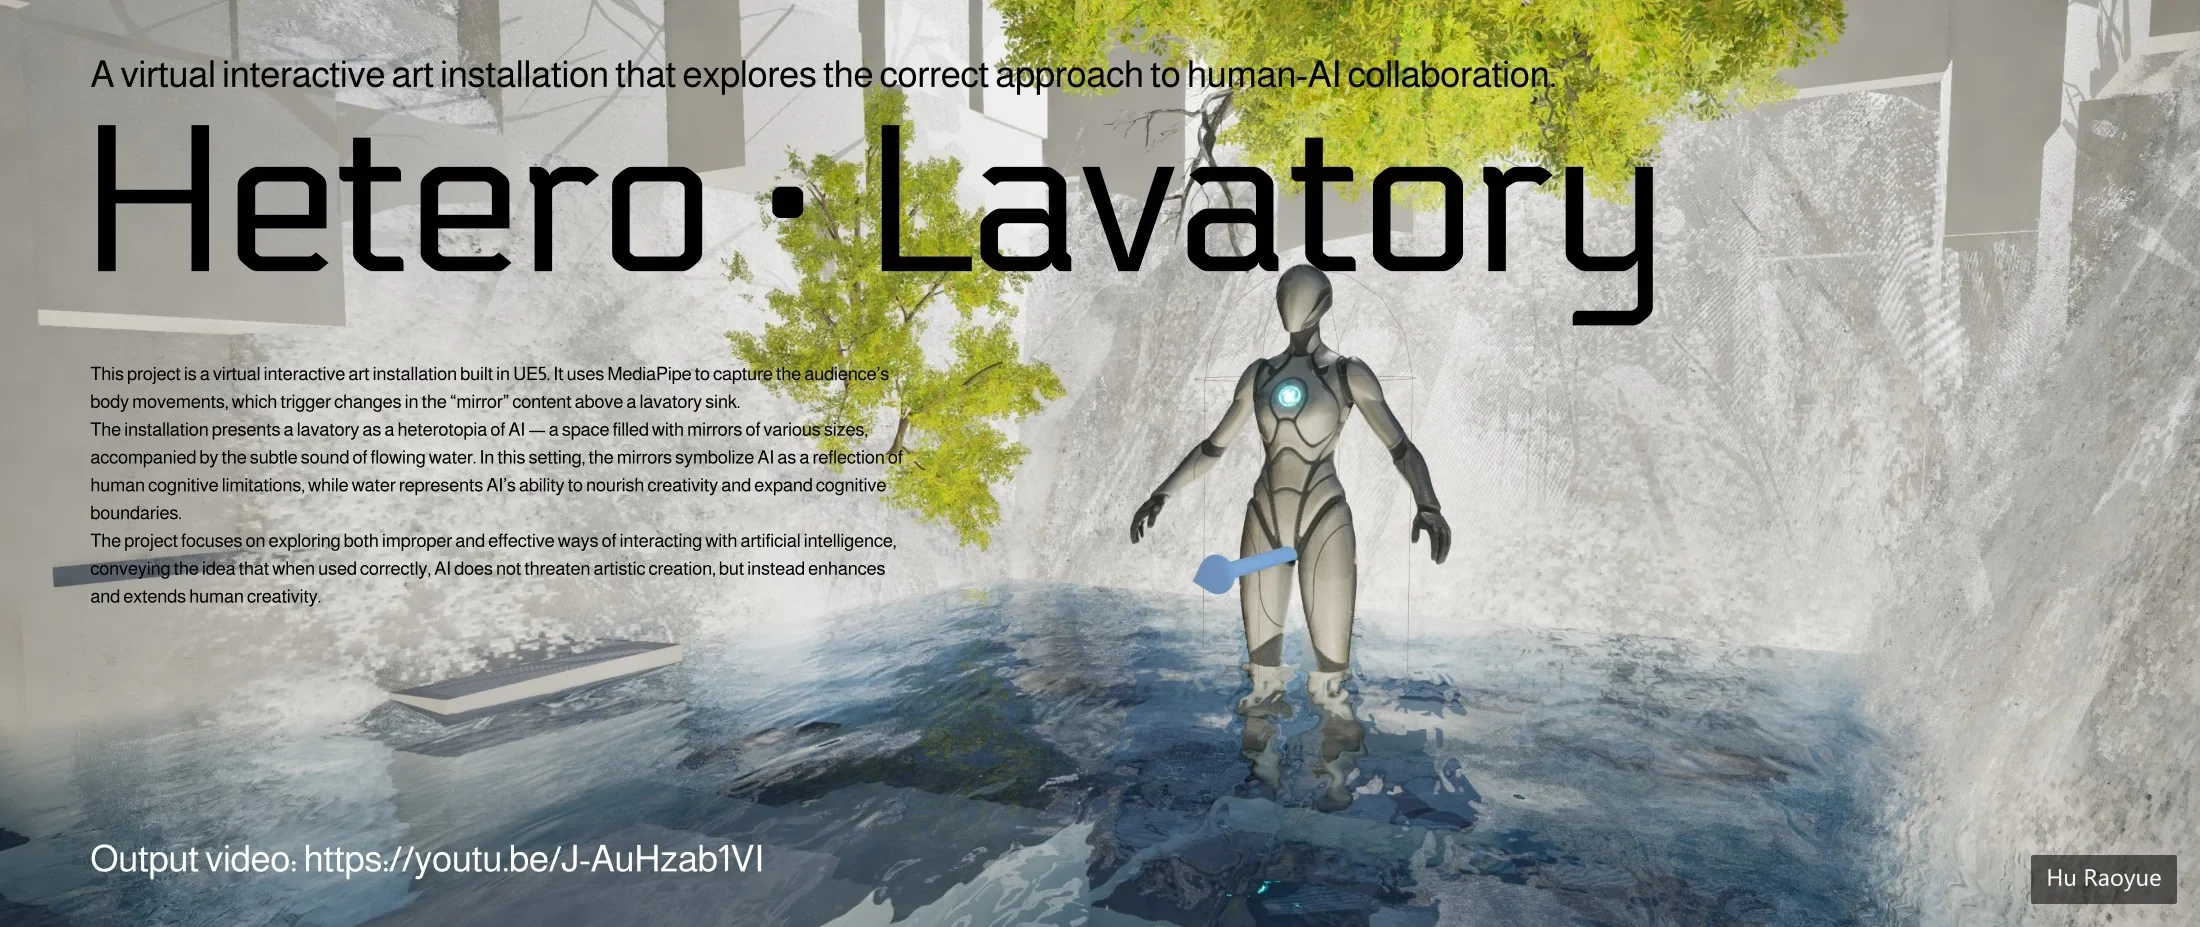 A virtual interactive art installation that explores the correct approach to human-AI collaboration.
Hetero · Lavatory
This project is a virtual interactive art installation built in UE5. It uses MediaPipe to capture the audience’s
body movements, which trigger changes in the “mirror” content above a lavatory sink.
The installation presents a lavatory as a heterotopia of AI — a space filled with mirrors of various sizes,
accompanied by the subtle sound of flowing water. In this setting, the mirrors symbolize AI as a reflection of
human cognitive limitations, while water represents AI’s ability to nourish creativity and expand cognitive
boundaries.
The project focuses on exploring both improper and effective ways of interacting with artificial intelligence,
conveying the idea that when used correctly, AI does not threaten artistic creation, but instead enhances
and extends human creativity.
Output video: https://youtu.be/J-AuHzab1VI
Hu Raoyue